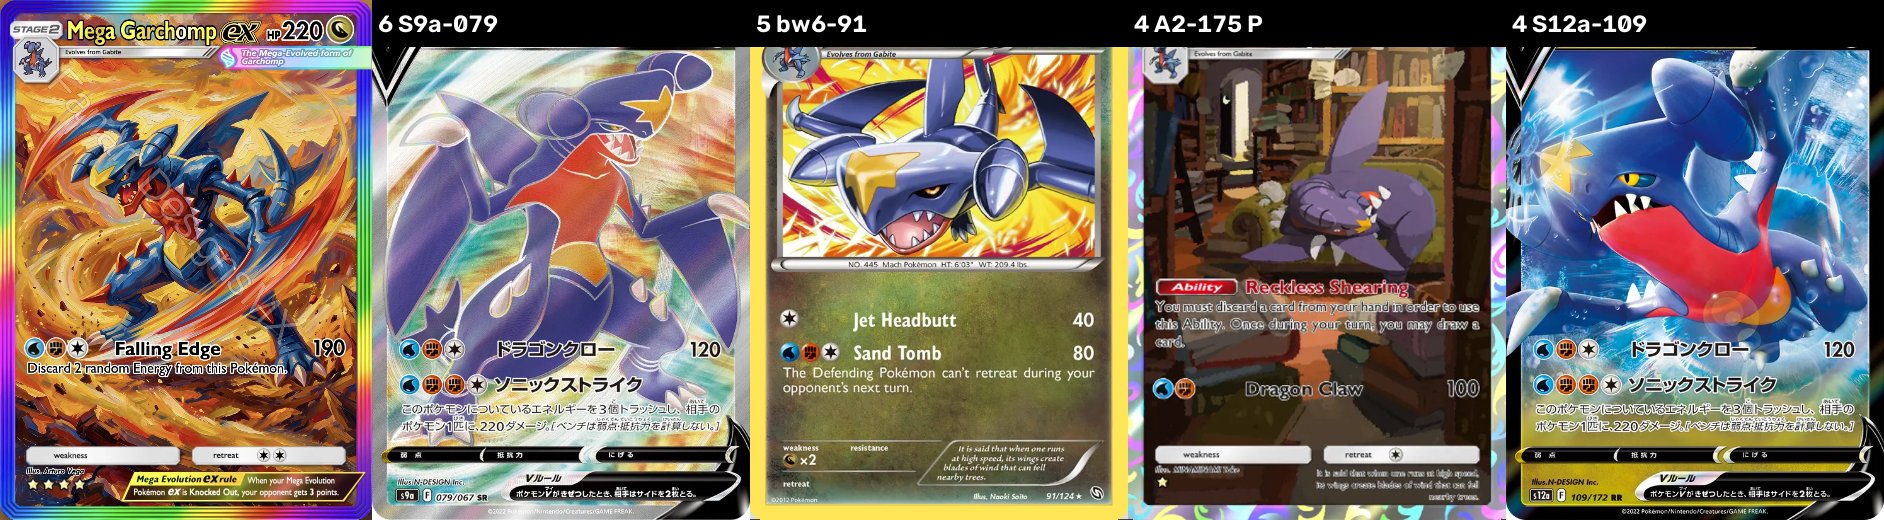 STAGE2 Mega Garchomp ex HP220
Evolves from Gabite
The Mega-Evolved form of
Garchomp
Falling Edge 190
Discard 2 random Energy from this Pokémon.
weakness retreat
Illus. Arturo Vega
Mega Evolution ex rule When your Mega Evolution
Pokémon ex is Knocked Out, your opponent gets 3 points.
6 S9a-079
ドラゴンクロー 120
ソニックストライク
このポケモンについているエネルギーを3個トラッシュし、相手の
ポケモン1匹に、220ダメージ。[ベンチは弱点・抵抗力を計算しない。]
弱点 抵抗力 にげる
Illus. N-DESIGN Inc.
Vルール
S9a F 079/067 SR
ポケモンVがきぜつしたとき、相手はサイドを2枚とる。
©2022 Pokémon/Nintendo/Creatures/GAME FREAK.
5 bw6-91
Evolves from Gabite
NO. 445 Mach Pokémon HT: 6'03" WT: 209.4 lbs.
Jet Headbutt 40
Sand Tomb 80
The Defending Pokémon can't retreat during your
opponent's next turn.
weakness resistance
×2
retreat
It is said that when one runs
at high speed, its wings create
blades of wind that can fell
nearby trees.
©2012 Pokémon
Illus. Naoki Saito 91/124
4 A2-175 P
Evolves from Gabite
Ability Reckless Shearing
You must discard a card from your hand in order to use
this Ability. Once during your turn, you may draw a
card.
Dragon Claw 100
weakness retreat
Illus. MINAMINAMI Take
It is said that when one runs at high speed,
its wings create blades of wind that can fell
nearby trees.
4 S12a-109
ドラゴンクロー 120
ソニックストライク
このポケモンについているエネルギーを3個トラッシュし、相手の
ポケモン1匹に、220ダメージ。[ベンチは弱点・抵抗力を計算しない。]
弱点 抵抗力 にげる
Illus. N-DESIGN Inc.
Vルール
S12a F 109/172 RR
ポケモンVがきぜつしたとき、相手はサイドを2枚とる。
©2022 Pokémon/Nintendo/Creatures/GAME FREAK.